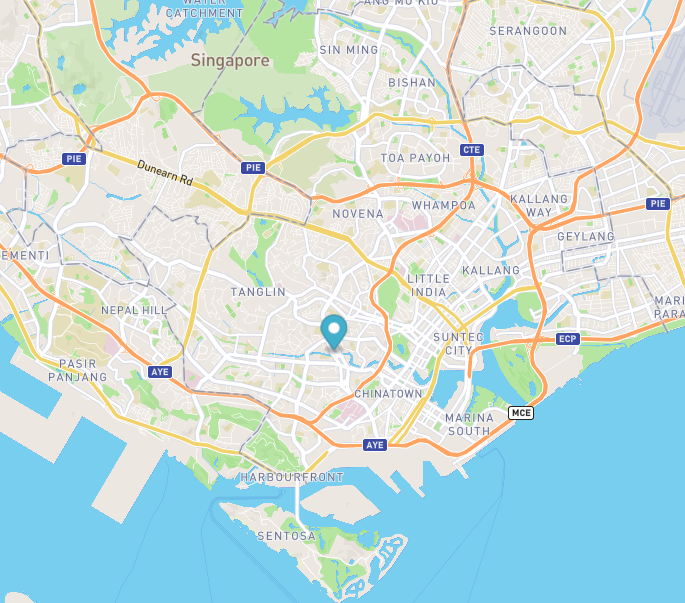 WATER
CATCHMENT
ANG MO KIO
SERANGOON
SIN MING
Singapore
BISHAN
CTE
PIE
TOA PAYOH
PIE
Dunearn Rd
WHAMPOA
KALLANG
WAY
PIE
NOVENA
GEYLANG
EMENTI
KALLANG
LITTLE
INDIA
TANGLIN
MARI
PARA
NEPAL HILL
SUNTEC
CITY
ECP
PASIR
PANJANG
AYE
CHINATOWN
MCE
MARINA
SOUTH
AYE
HARBOURFRONT
SENTOSA